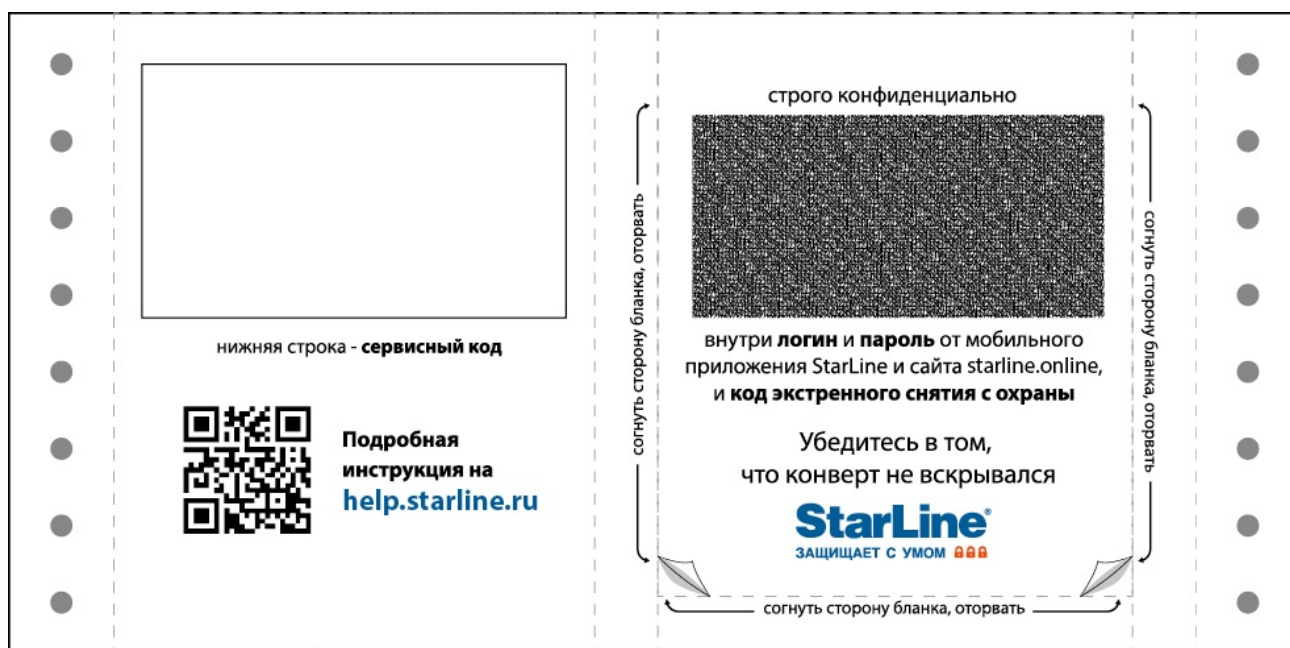 нижняя строка - сервисный код
Подробная
инструкция на
help.starline.ru
строго конфиденциально
согнуть сторону бланка, оторвать
внутри логин и пароль от мобильного
приложения StarLine и сайта starline.online,
и код экстренного снятия с охраны
Убедитесь в том,
что конверт не вскрывался
StarLine®
ЗАЩИЩАЕТ С УМОМ
согнуть сторону бланка, оторвать
согнуть сторону бланка, оторвать